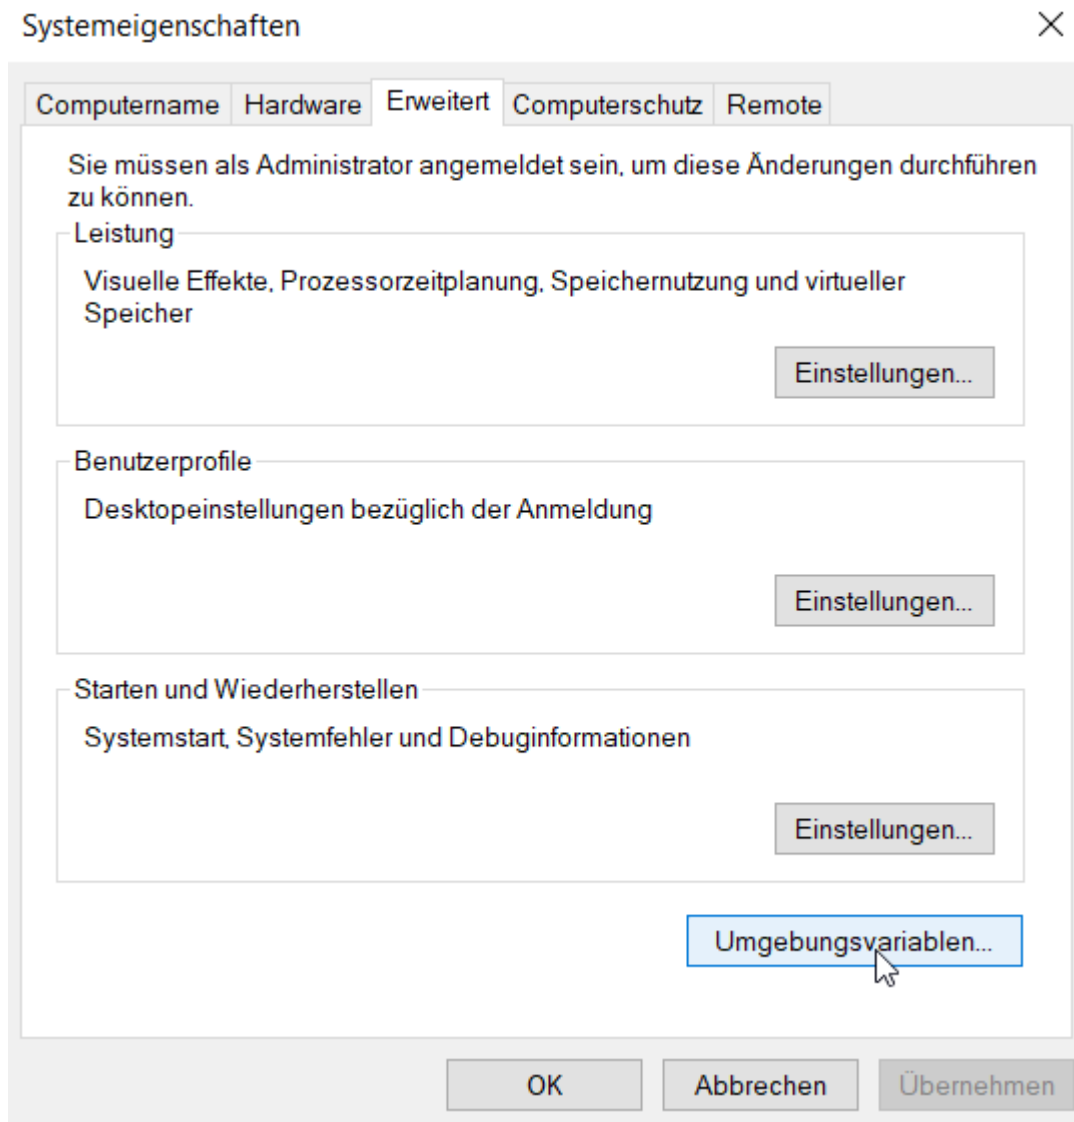 Systemeigenschaften
Computername Hardware Erweitert Computerschutz Remote
Sie müssen als Administrator angemeldet sein, um diese Änderungen durchführen
zu können.
Leistung
Visuelle Effekte, Prozessorzeitplanung, Speichernutzung und virtueller
Speicher
Einstellungen...
Benutzerprofile
Desktopeinstellungen bezüglich der Anmeldung
Einstellungen...
Starten und Wiederherstellen
Systemstart, Systemfehler und Debuginformationen
Einstellungen...
Umgebungsvariablen...
OK Abbrechen Übernehmen